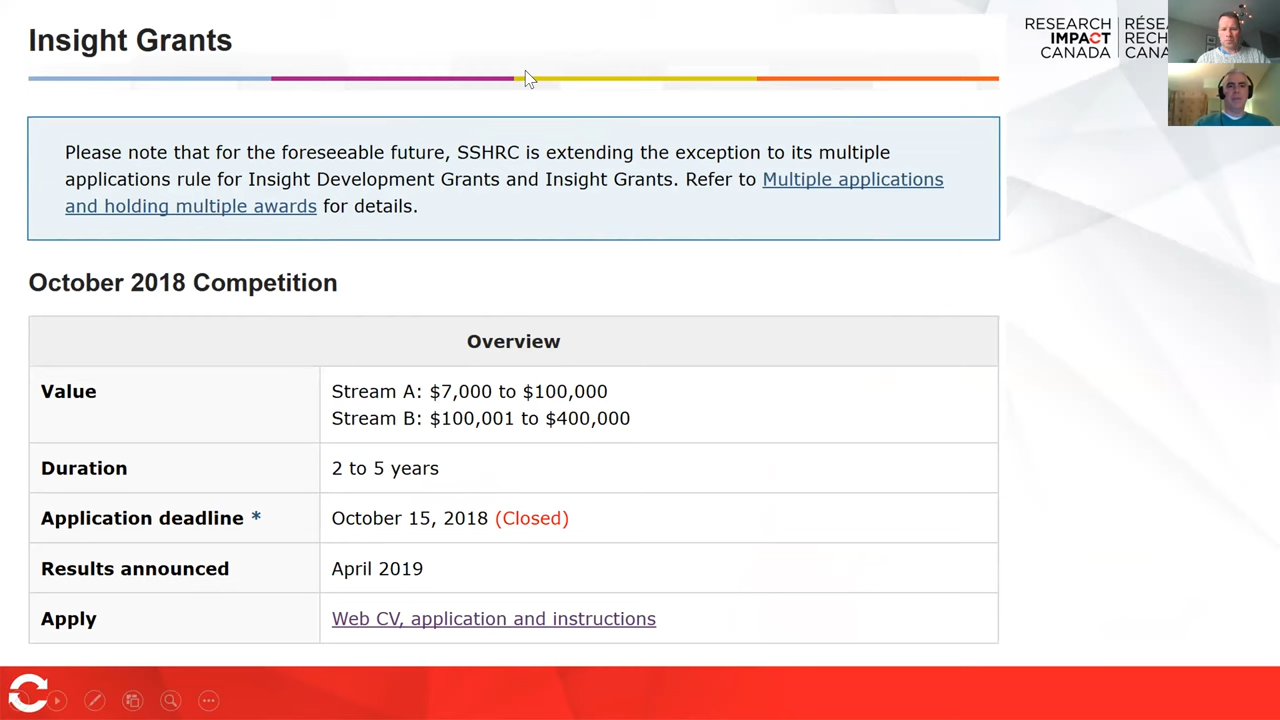 Insight Grants
RESEARCH
IMPACT
CANADA
Please note that for the foreseeable future, SSHRC is extending the exception to its multiple
applications rule for Insight Development Grants and Insight Grants. Refer to Multiple applications
and holding multiple awards for details.
October 2018 Competition
Overview
Value
Stream A: $7,000 to $100,000
Stream B: $100,001 to $400,000
Duration
2 to 5 years
Application deadline *
October 15, 2018 (Closed)
Results announced
April 2019
Apply
Web CV, application and instructions